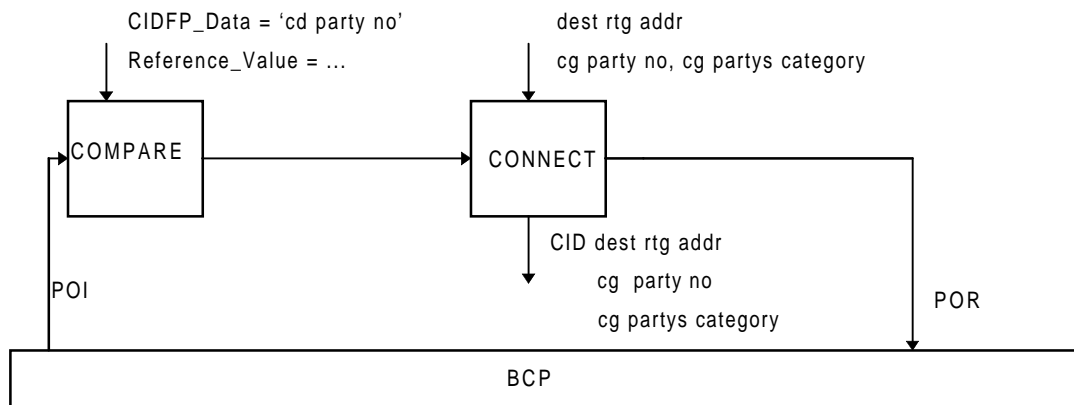 CIDFP_Data = ‘cd party no’
Reference_Value = ...
dest rtg addr
cg party no, cg partys category
COMPARE
CONNECT
CID dest rtg addr
cg party no
cg partys category
POI
POR
BCP